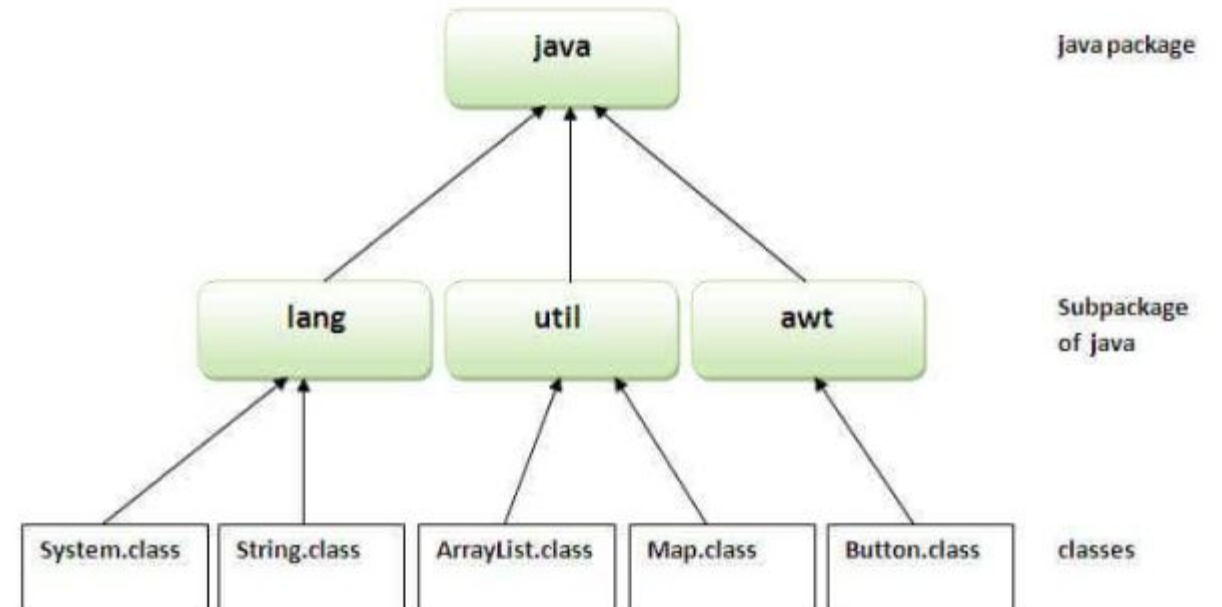 java
java package
lang
util
awt
Subpackage
of java
System.class
String.class
ArrayList.class
Map.class
Button.class
classes